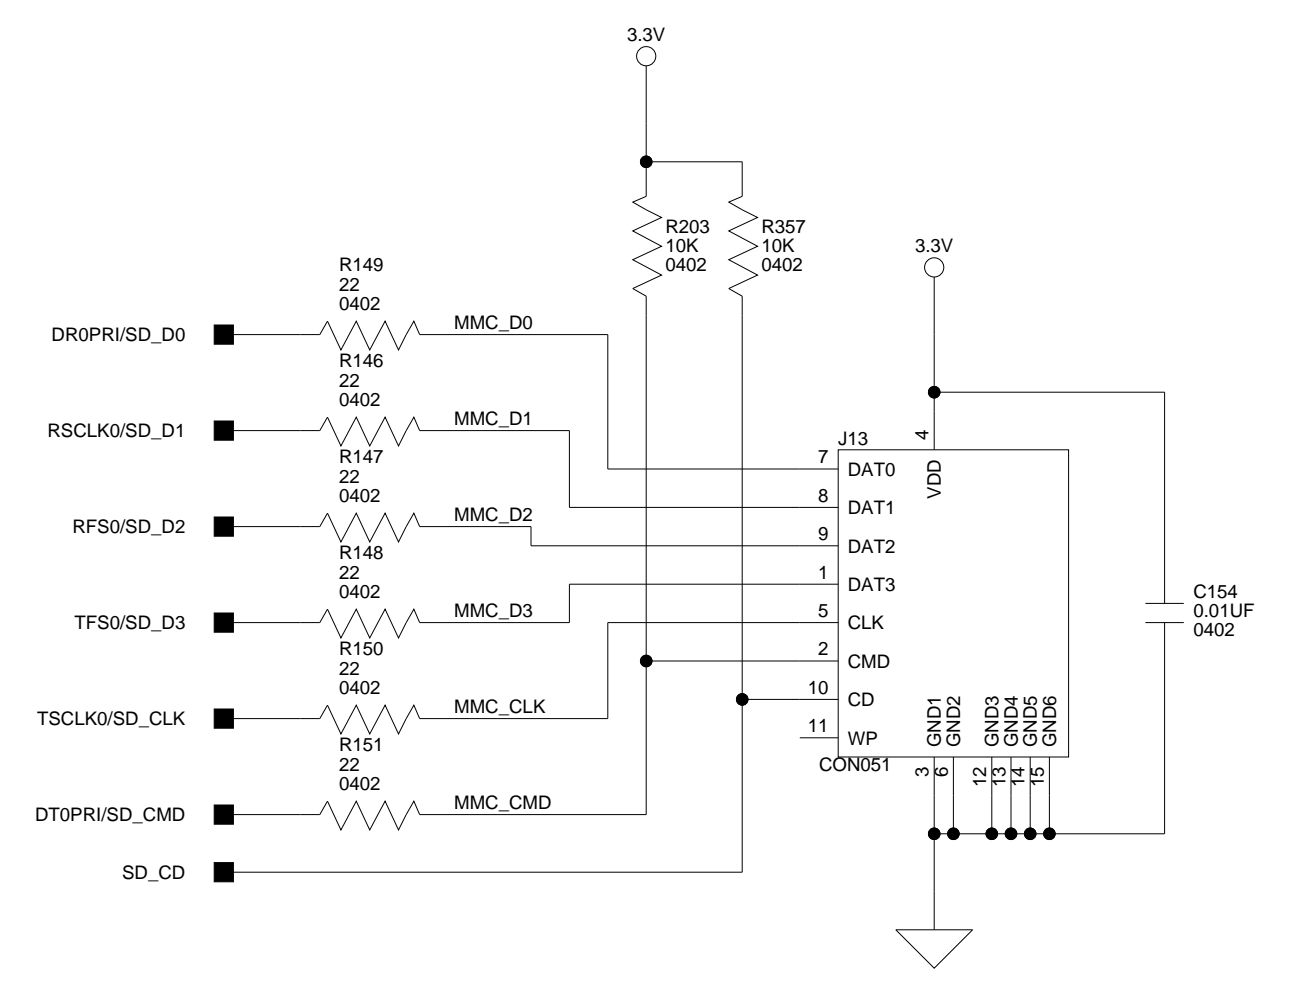 3.3V
R203
10K
0402
R357
10K
0402
3.3V
R149
22
0402
DR0PRI/SD_D0
MMC_D0
R146
22
0402
RSCLK0/SD_D1
MMC_D1
R147
22
0402
RFS0/SD_D2
MMC_D2
R148
22
0402
TFS0/SD_D3
MMC_D3
R150
22
0402
TSCLK0/SD_CLK
MMC_CLK
R151
22
0402
DT0PRI/SD_CMD
MMC_CMD
SD_CD
J13
4
VDD
7
DAT0
8
DAT1
9
DAT2
1
DAT3
5
CLK
2
CMD
10
CD
11
WP
CON051
GND1
GND2
GND3
GND4
GND5
GND6
3
6
12
13
14
15
C154
0.01UF
0402